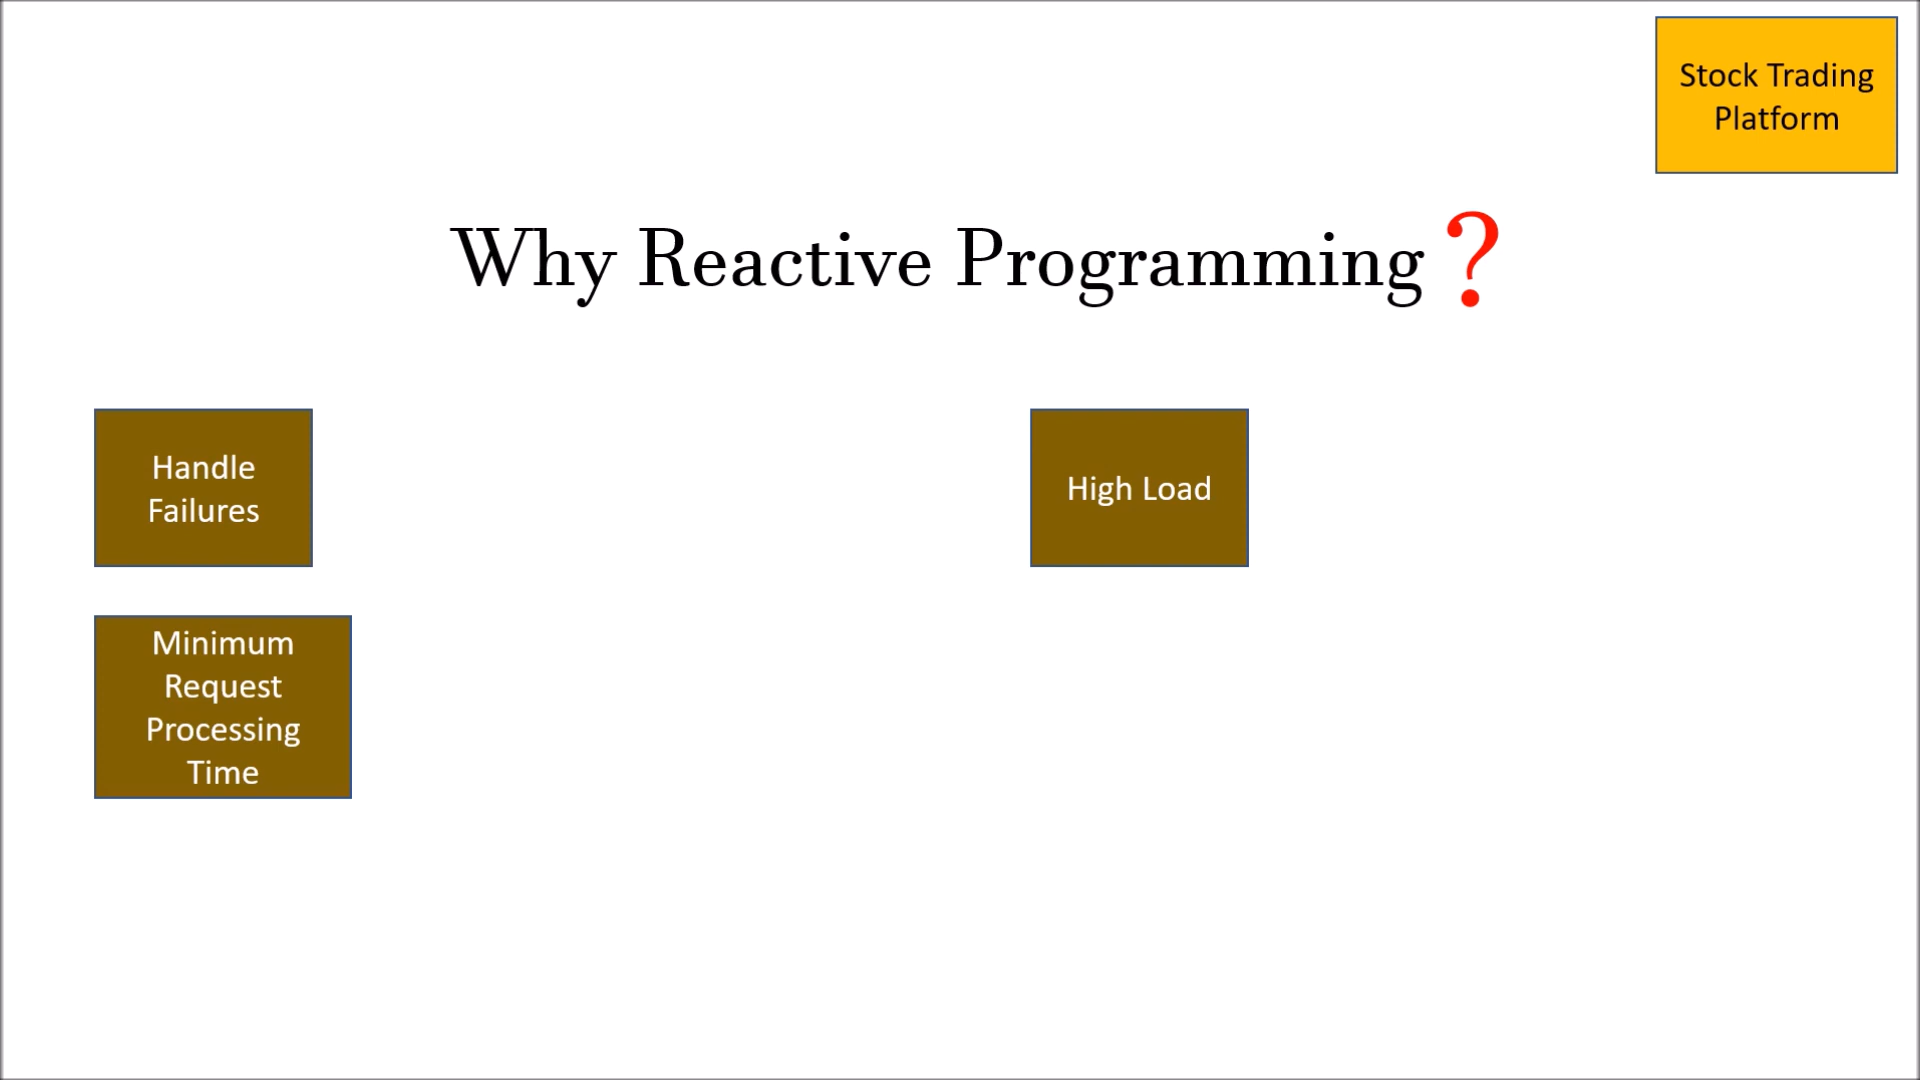 Stock Trading
Platform
Why Reactive Programming?
Handle
Failures
High Load
Minimum
Request
Processing
Time